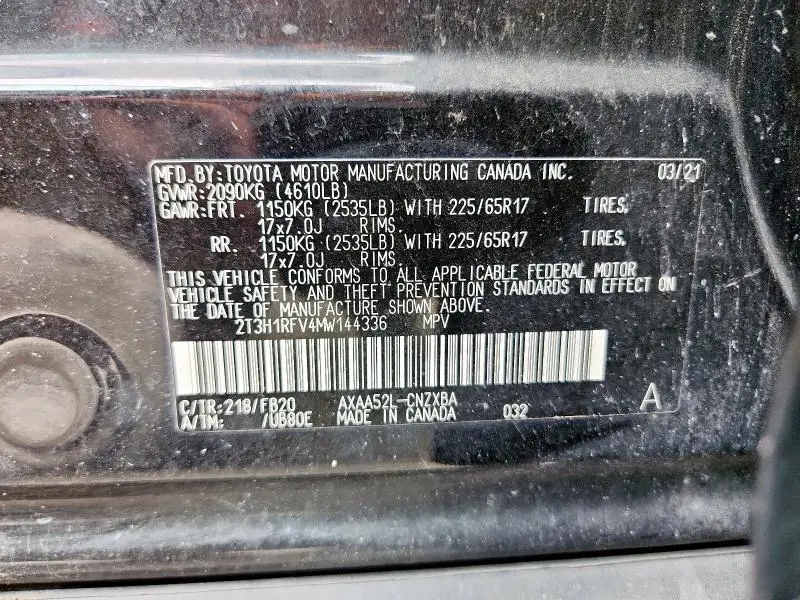 MFD.BY:TOYOTA MOTOR MANUFACTURING CANADA INC. 03/21
GVWR:2090KG (4610LB)
GAWR:FRT. 1150KG (2535LB) WITH 225/65R17 TIRES,
17x7.0J RIMS.
RR. 1150KG (2535LB) WITH 225/65R17 TIRES,
17x7.0J RIMS.
THIS VEHICLE CONFORMS TO ALL APPLICABLE FEDERAL MOTOR
VEHICLE SAFETY AND THEFT PREVENTION STANDARDS IN EFFECT ON
THE DATE OF MANUFACTURE SHOWN ABOVE.
2T3H1RFV4MW144336 MPV
C/TR:218/FB20 AXAA52L-CNZXBA
A/TM: /UB80E MADE IN CANADA 032 A